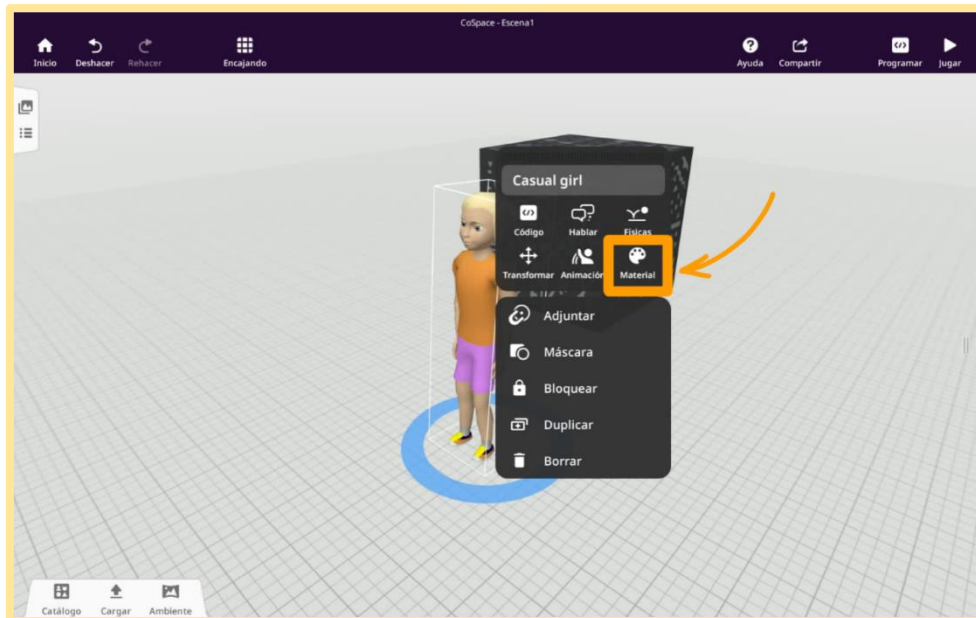 CoSpace - Escena1
Inicio Deshacer Rehacer Encajando Ayuda Compartir Programar Jugar
Casual girl
Código Hablar Físicas
Transformar Animación Material
Adjuntar
Máscara
Bloquear
Duplicar
Borrar
Catálogo Cargar Ambiente